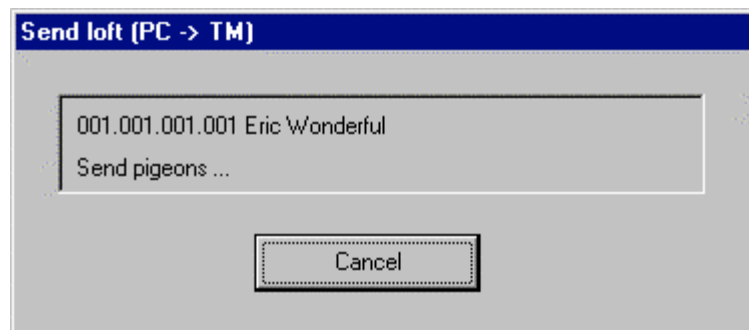 Send loft (PC -> TM)
001.001.001.001 Eric Wonderful
Send pigeons ...
Cancel